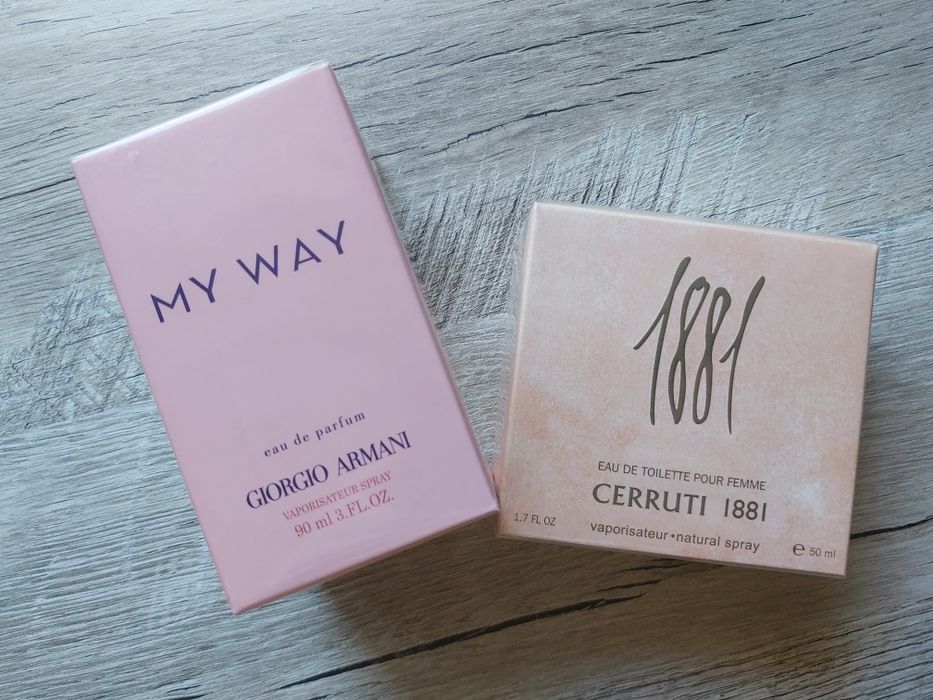 MY WAY
eau de parfum
GIORGIO ARMANI
VAPORISATEUR SPRAY
90 ml 3.FL.OZ.
1881
EAU DE TOILETTE POUR FEMME
CERRUTI 1881
1.7 FL OZ
vaporisateur•natural spray
e 50 ml